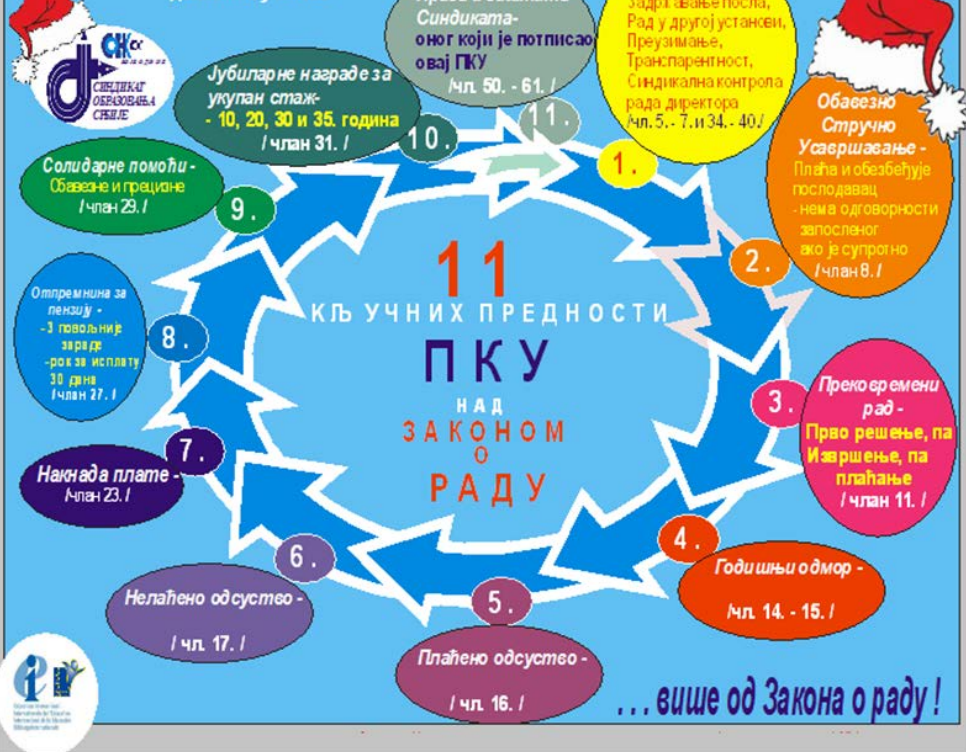 Синдиката-
оног који је потписао
овај ПКУ
/чл. 50. - 61./
11.
Рад у другој установи,
Преузимање,
Транспарентност,
Синдикална контрола
рада директора
/чл. 5. - 7. и 34. - 40./
1.
Обавезно
Стручно
Усавршавање -
Плаћа и обезбеђује
послодавац
- нема одговорности
запосленог
ако је супротно
/члан 8. /
2.
Прековремени
рад -
Прво решење, па
Извршење, па
плаћање
/ члан 11. /
3.
Годишњи одмор -
/чл. 14. - 15. /
4.
Плаћено одсуство -
/ чл. 16. /
5.
Нелаћено одсуство -
/ чл. 17. /
6.
Накнада плате -
/члан 23. /
7.
Отпремнина за
пензију -
- 3 повољније
зараде
- рок за исплату
30 дана
/ члан 27. /
8.
Солидарне помоћи -
Обавезне и прецизне
/ члан 29. /
9.
Јубиларне награде за
укупан стаж-
- 10, 20, 30 и 35. година
/ члан 31. /
10.
СИНДИКАТ
ОБРАЗОВАЊА
СРБИЈЕ
11
КЉУЧНИХ ПРЕДНОСТИ
ПКУ
НАД
ЗАКОНОМ
О
РАДУ
...више од Закона о раду !